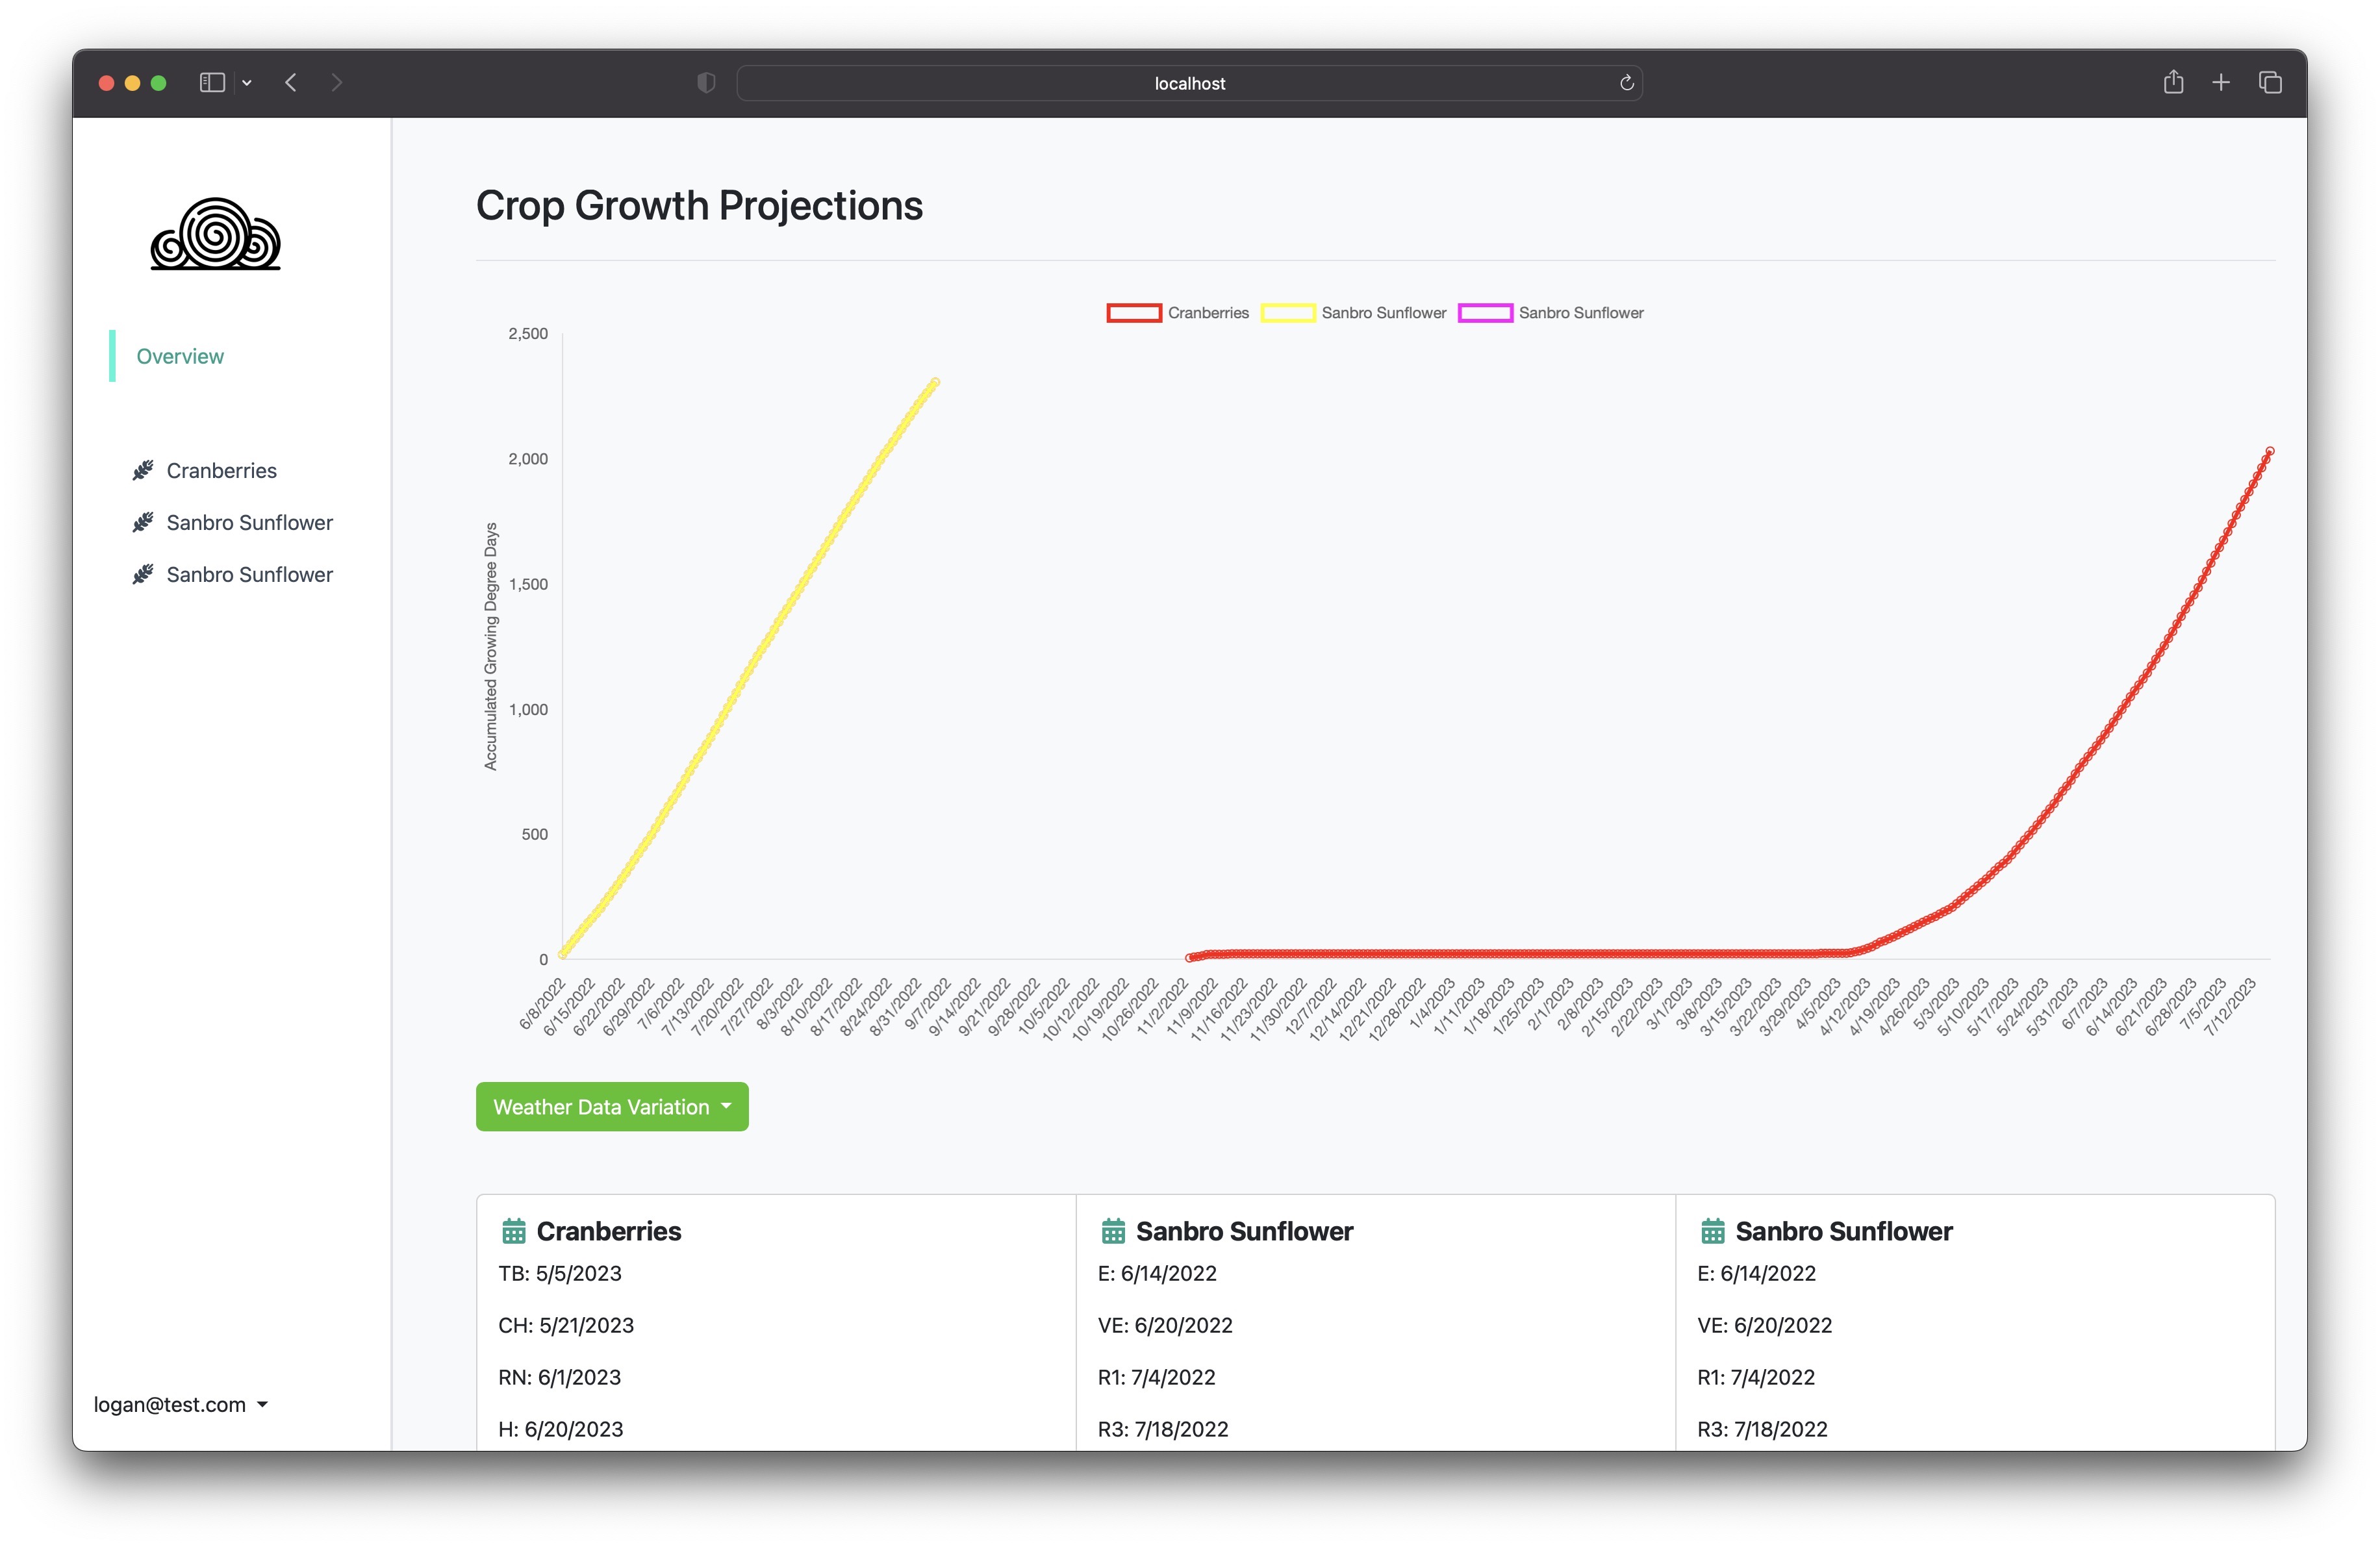 localhost
Overview
Cranberries
Sanbro Sunflower
Sanbro Sunflower
logan@test.com
Crop Growth Projections
Cranberries Sanbro Sunflower Sanbro Sunflower
Accumulated Growing Degree Days
2,500
2,000
1,500
1,000
500
0
6/8/2022 6/15/2022 6/22/2022 6/29/2022 7/6/2022 7/13/2022 7/20/2022 7/27/2022 8/3/2022 8/10/2022 8/17/2022 8/24/2022 8/31/2022 9/7/2022 9/14/2022 9/21/2022 9/28/2022 10/5/2022 10/12/2022 10/19/2022 10/26/2022 11/2/2022 11/9/2022 11/16/2022 11/23/2022 11/30/2022 12/7/2022 12/14/2022 12/21/2022 12/28/2022 1/4/2023 1/11/2023 1/18/2023 1/25/2023 2/1/2023 2/8/2023 2/15/2023 2/22/2023 3/1/2023 3/8/2023 3/15/2023 3/22/2023 3/29/2023 4/5/2023 4/12/2023 4/19/2023 4/26/2023 5/3/2023 5/10/2023 5/17/2023 5/24/2023 5/31/2023 6/7/2023 6/14/2023 6/21/2023 6/28/2023 7/5/2023 7/12/2023
Weather Data Variation
Cranberries
TB: 5/5/2023
CH: 5/21/2023
RN: 6/1/2023
H: 6/20/2023
Sanbro Sunflower
E: 6/14/2022
VE: 6/20/2022
R1: 7/4/2022
R3: 7/18/2022
Sanbro Sunflower
E: 6/14/2022
VE: 6/20/2022
R1: 7/4/2022
R3: 7/18/2022